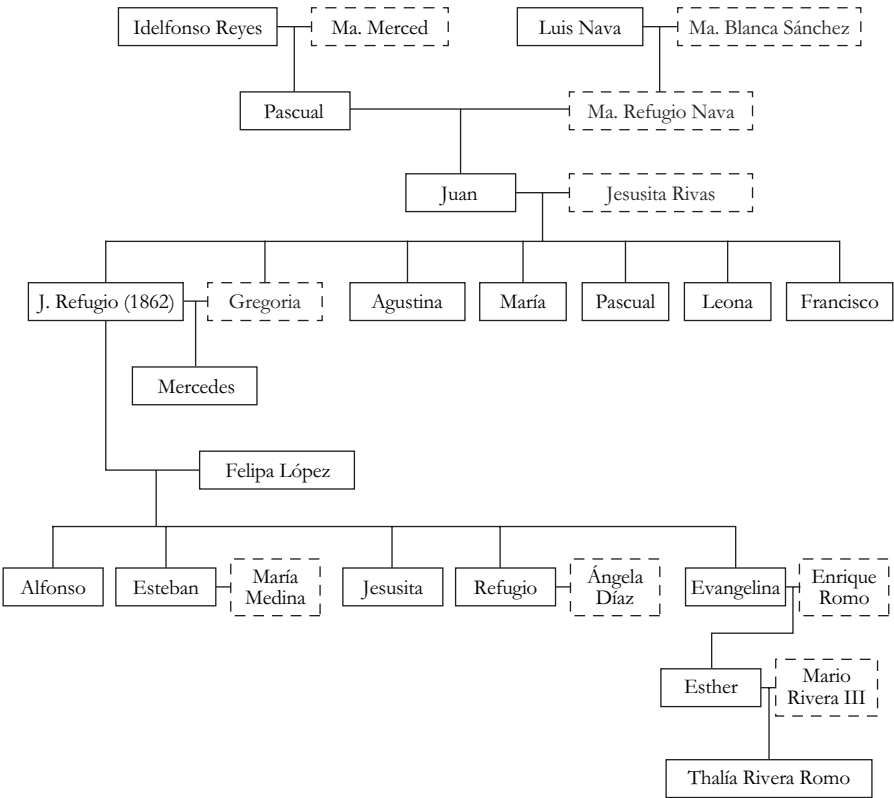 Idelfonso Reyes
Ma. Merced
Luis Nava
Ma. Blanca Sánchez
Pascual
Ma. Refugio Nava
Juan
Jesusita Rivas
J. Refugio (1862)
Gregoria
Agustina
María
Pascual
Leona
Francisco
Mercedes
Felipa López
Alfonso
Esteban
María
Medina
Jesusita
Refugio
Ángela
Díaz
Evangelina
Enrique
Romo
Esther
Mario
Rivera III
Thalía Rivera Romo